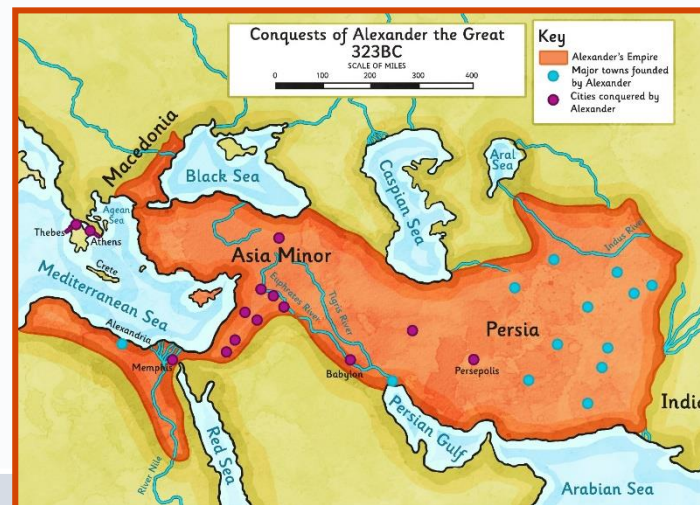 Conquests of Alexander the Great
323BC
SCALE OF MILES
0 100 200 300 400
Key
Alexander's Empire
Major towns founded
by Alexander
Cities conquered by
Alexander
Macedonia
Black Sea
Caspian Sea
Aral
Sea
Agean
Sea
Thebes
Athens
Indus River
Asia Minor
Crete
Mediterranean Sea
Euphrates River
Tigris River
Alexandria
Persia
Memphis
Babylon
Persepolis
Persian Gulf
Red Sea
India
River Nile
Arabian Sea